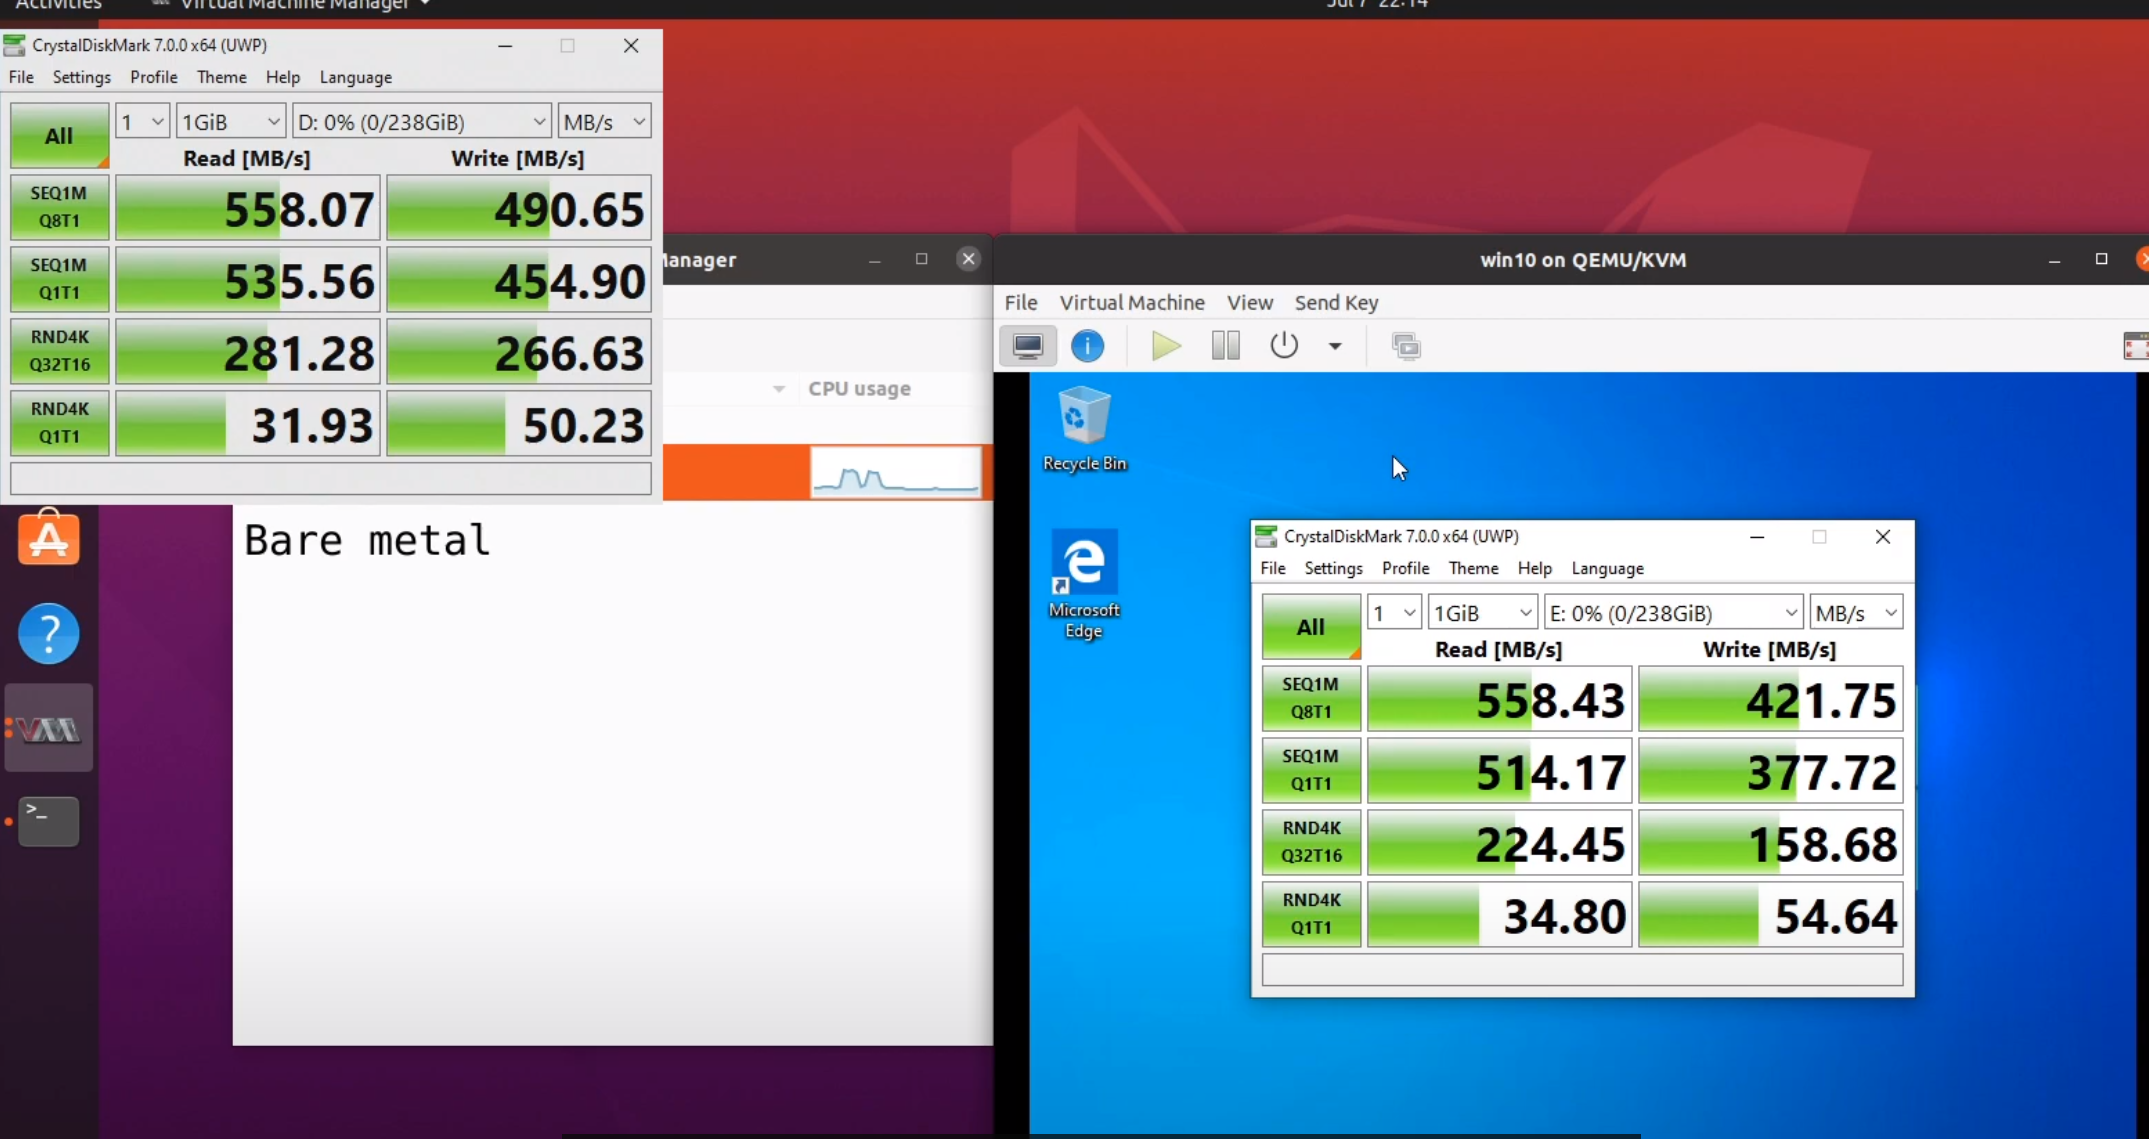 Activities
Virtual Machine Manager
Jul 7 22:14
CrystalDiskMark 7.0.0 x64 (UWP)
File Settings Profile Theme Help Language
All
1
1GiB
D: 0% (0/238GiB)
MB/s
Read [MB/s]
Write [MB/s]
SEQ1M
Q8T1
558.07
490.65
SEQ1M
Q1T1
535.56
454.90
RND4K
Q32T16
281.28
266.63
RND4K
Q1T1
31.93
50.23
Manager
CPU usage
Bare metal
win10 on QEMU/KVM
File Virtual Machine View Send Key
Recycle Bin
Microsoft
Edge
CrystalDiskMark 7.0.0 x64 (UWP)
File Settings Profile Theme Help Language
All
1
1GiB
E: 0% (0/238GiB)
MB/s
Read [MB/s]
Write [MB/s]
SEQ1M
Q8T1
558.43
421.75
SEQ1M
Q1T1
514.17
377.72
RND4K
Q32T16
224.45
158.68
RND4K
Q1T1
34.80
54.64